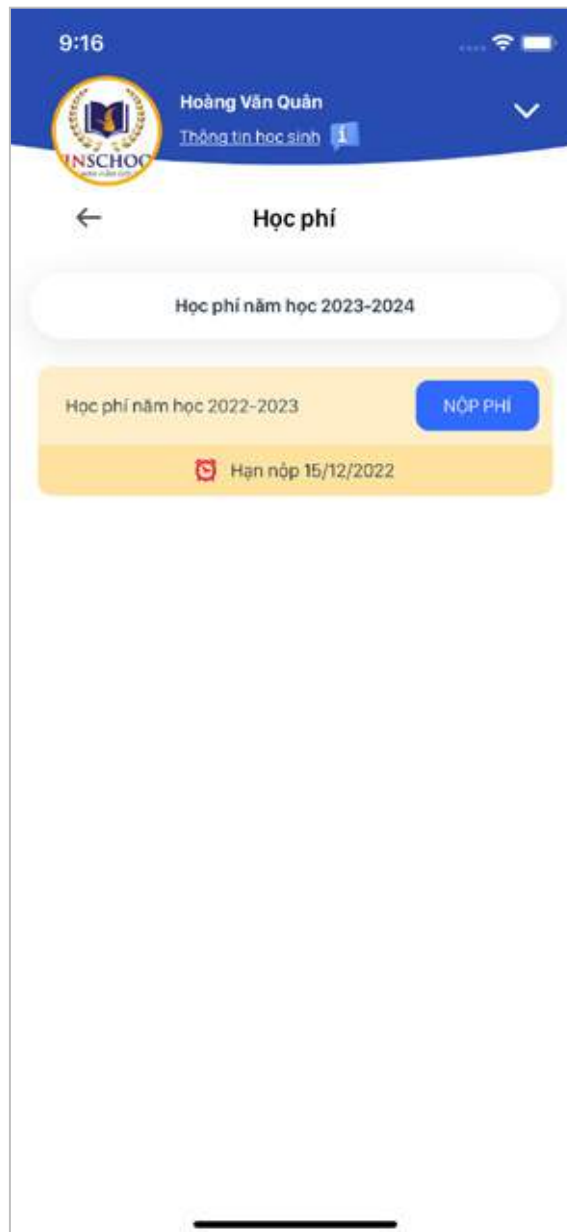 9:16
Hoàng Văn Quân
Thông tin học sinh
INSCHOO
Học phí
Học phí năm học 2023-2024
Học phí năm học 2022-2023
NỘP PHÍ
Hạn nộp 15/12/2022